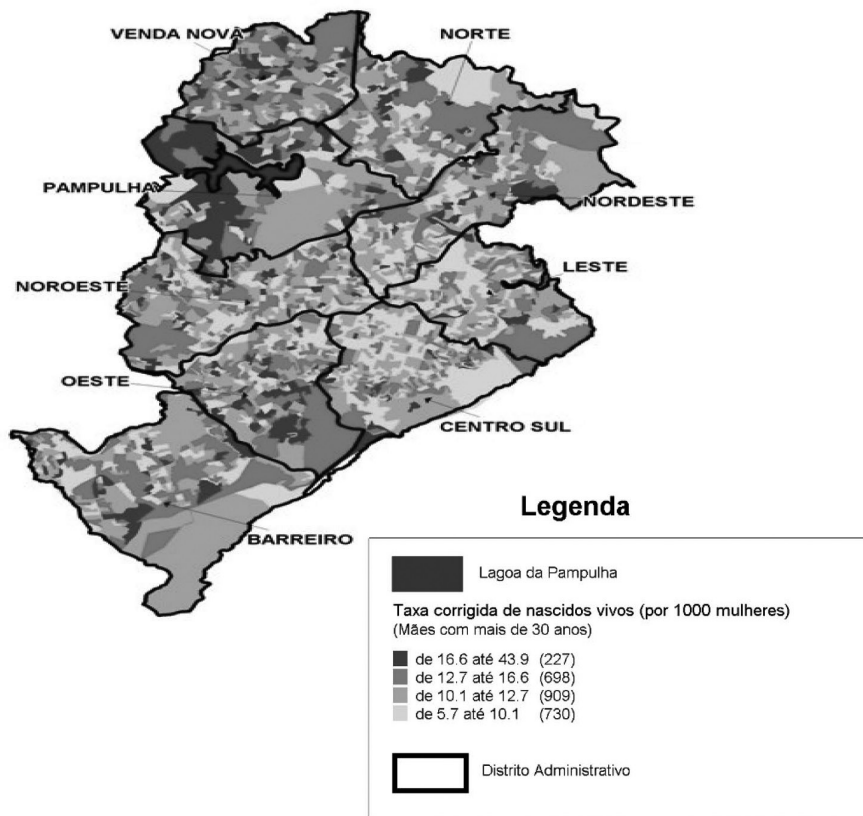 VENDA NOVA
NORTE
PAMPULHA
NORDESTE
LESTE
NOROESTE
OESTE
CENTRO SUL
BARREIRO
Legenda
Lagoa da Pampulha
Taxa corrigida de nascidos vivos (por 1000 mulheres)
(Mães com mais de 30 anos)
de 16.6 até 43.9 (227)
de 12.7 até 16.6 (698)
de 10.1 até 12.7 (909)
de 5.7 até 10.1 (730)
Distrito Administrativo